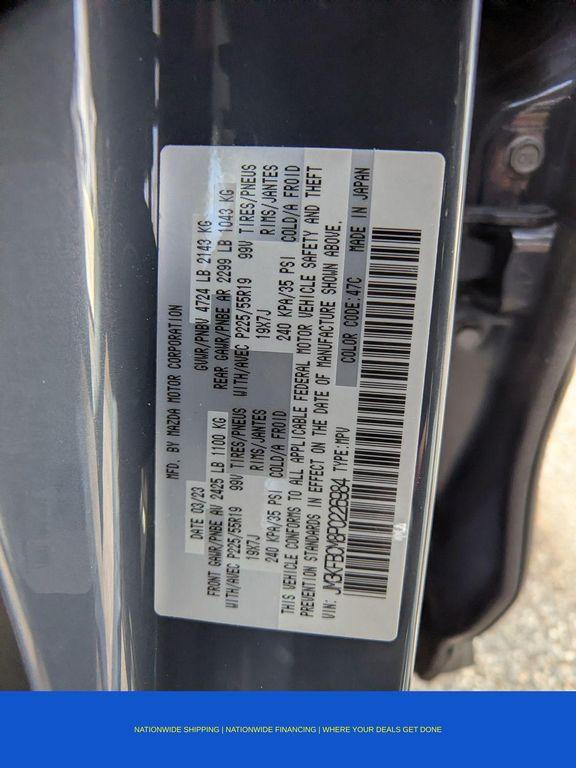 MFD. BY MAZDA MOTOR CORPORATION
DATE 03/23 GVWR/PNBV 4724 LB 2143 KG
FRONT GAWR/PNBE AV 2425 LB 1100 KG REAR GAWR/PNBE AR 2299 LB 1043 KG
WITH/AVEC P225/55R19 98V TIRES/PNEUS WITH/AVEC P225/55R19 98V TIRES/PNEUS
19X7J RIMS/JANTES 19X7J RIMS/JANTES
240 KPA/35 PSI COLD/A FROID 240 KPA/35 PSI COLD/A FROID
THIS VEHICLE CONFORMS TO ALL APPLICABLE FEDERAL MOTOR VEHICLE SAFETY AND THEFT
PREVENTION STANDARDS IN EFFECT ON THE DATE OF MANUFACTURE SHOWN ABOVE.
VIN: JM3KFBDV8P0226984 TYPE:MPV COLOR CODE:47C MADE IN JAPAN
NATIONWIDE SHIPPING | NATIONWIDE FINANCING | WHERE YOUR DEALS GET DONE